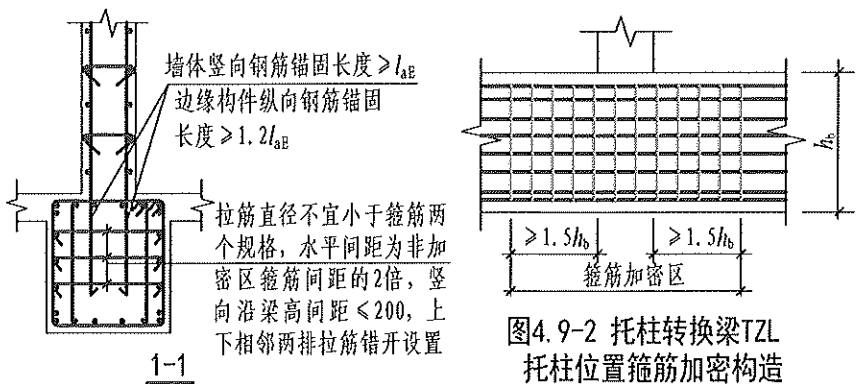 墙体竖向钢筋锚固长度≥laE
边缘构件纵向钢筋锚固
长度≥1.2laE
拉筋直径不宜小于箍筋两
个规格，水平间距为非加
密区箍筋间距的2倍，竖
向沿梁高间距≤200，上
下相邻两排拉筋错开设置
1-1
hb
≥1.5hb
≥1.5hb
箍筋加密区
图4.9-2 托柱转换梁TZL
托柱位置箍筋加密构造